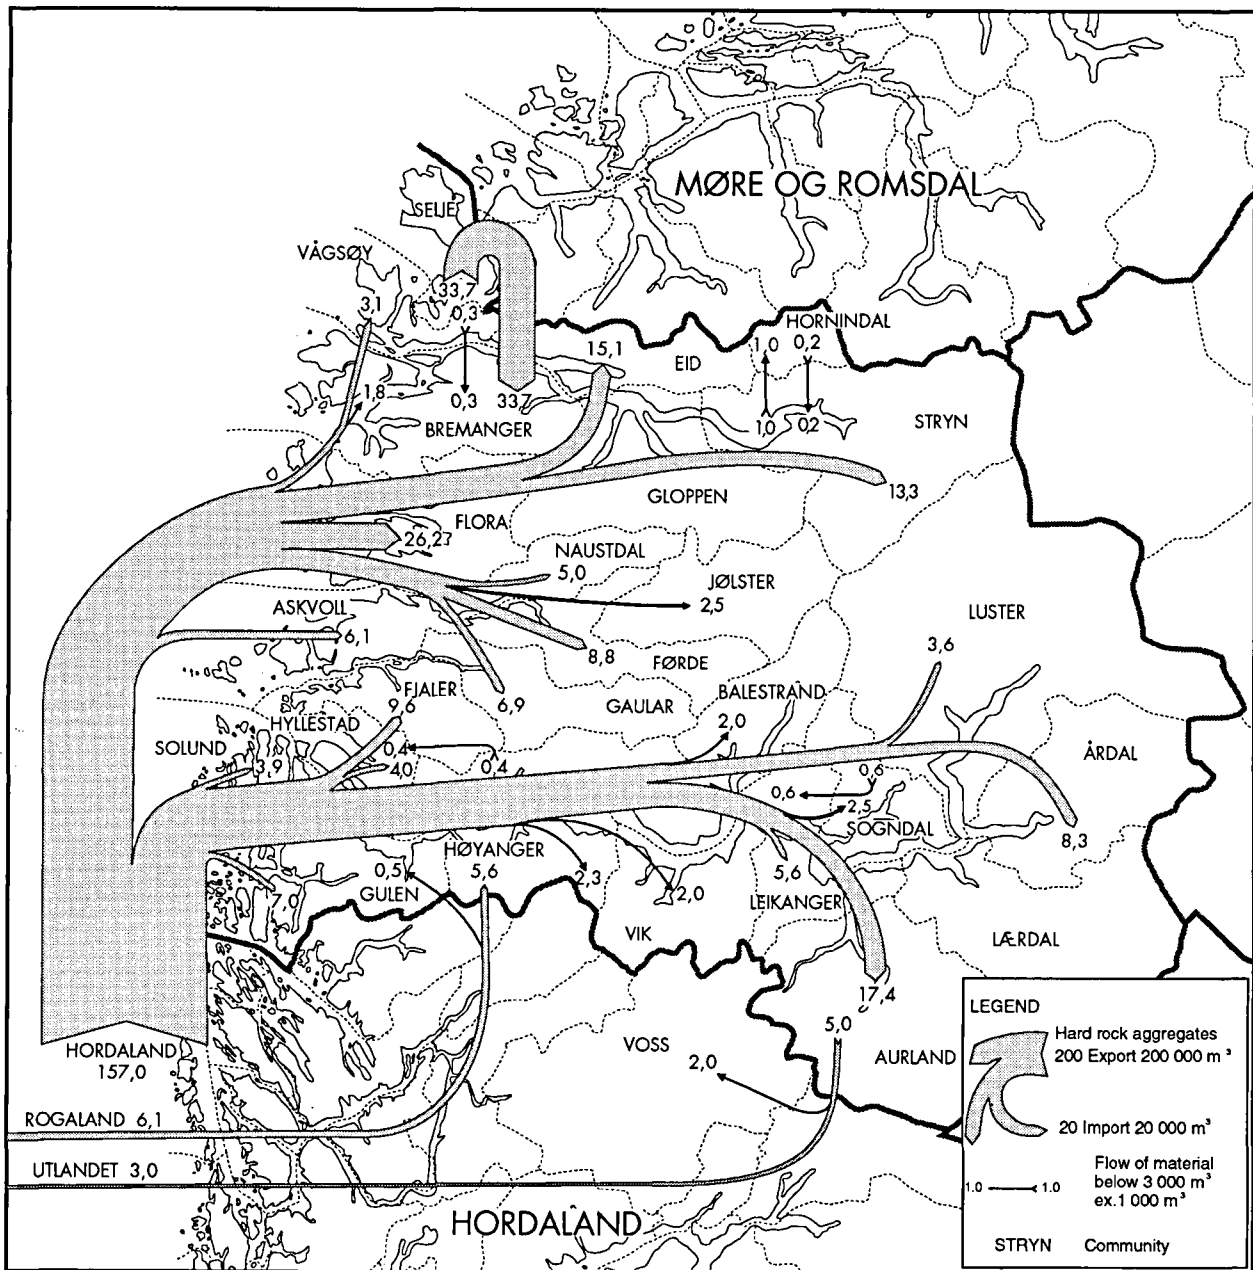 MØRE OG ROMSDAL
SELJE
VÅGSØY
33,7
3,1
0,3
HORNINDAL
15,1
EID
1,0 0,2
1,8
0,3
33,7
BREMANGER
1,0 0,2
STRYN
13,3
GLOPPEN
FLORA
26,2
NAUSTDAL
5,0
JØLSTER
2,5
ASKVOLL
6,1
LUSTER
3,6
8,8
FØRDE
FJALER
9,6
6,9
GAULAR
BALESTRAND
2,0
HYLLESTAD
SOLUND
3,9
0,4
4,0
0,4
ÅRDAL
0,6
0,6
2,5
SOGNDAL
8,3
HØYANGER
0,5
5,6
2,3
5,6
7,0
GULEN
2,0
LEIKANGER
VIK
LÆRDAL
17,4
5,0
HORDALAND
157,0
VOSS
2,0
AURLAND
ROGALAND 6,1
UTLANDET 3,0
HORDALAND
LEGEND
Hard rock aggregates
200 Export 200 000 m³
20 Import 20 000 m³
Flow of material
below 3 000 m³
1.0 1.0
ex.1 000 m³
STRYN Community